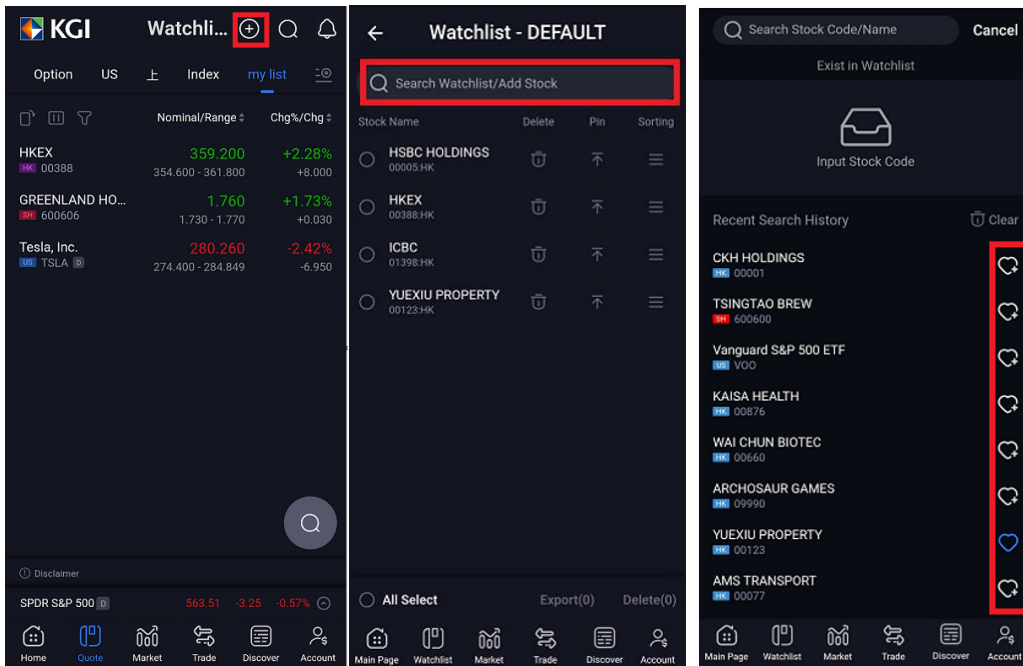 KGI
Watchli...
Option US 上 Index my list
Nominal/Range Chg%/Chg
HKEX 359.200 +2.28%
HK 00388 354.600 - 361.800 +8.000
GREENLAND HO... 1.760 +1.73%
SH 600606 1.730 - 1.770 +0.030
Tesla, Inc. 280.260 -2.42%
US TSLA D 274.400 - 284.849 -6.950
Disclaimer
SPDR S&P 500 D 563.51 -3.25 -0.57%
Home Quote Market Trade Discover Account
Watchlist - DEFAULT
Search Watchlist/Add Stock
Stock Name Delete Pin Sorting
HSBC HOLDINGS
00005:HK
HKEX
00388:HK
ICBC
01398:HK
YUEXIU PROPERTY
00123:HK
All Select Export(0) Delete(0)
Main Page Watchlist Market Trade Discover Account
Search Stock Code/Name Cancel
Exist in Watchlist
Input Stock Code
Recent Search History Clear
CKH HOLDINGS
HK 00001
TSINGTAO BREW
SH 600600
Vanguard S&P 500 ETF
US VOO
KAISA HEALTH
HK 00876
WAI CHUN BIOTEC
HK 00660
ARCHOSAUR GAMES
HK 09990
YUEXIU PROPERTY
HK 00123
AMS TRANSPORT
HK 00077
Main Page Watchlist Market Trade Discover Account